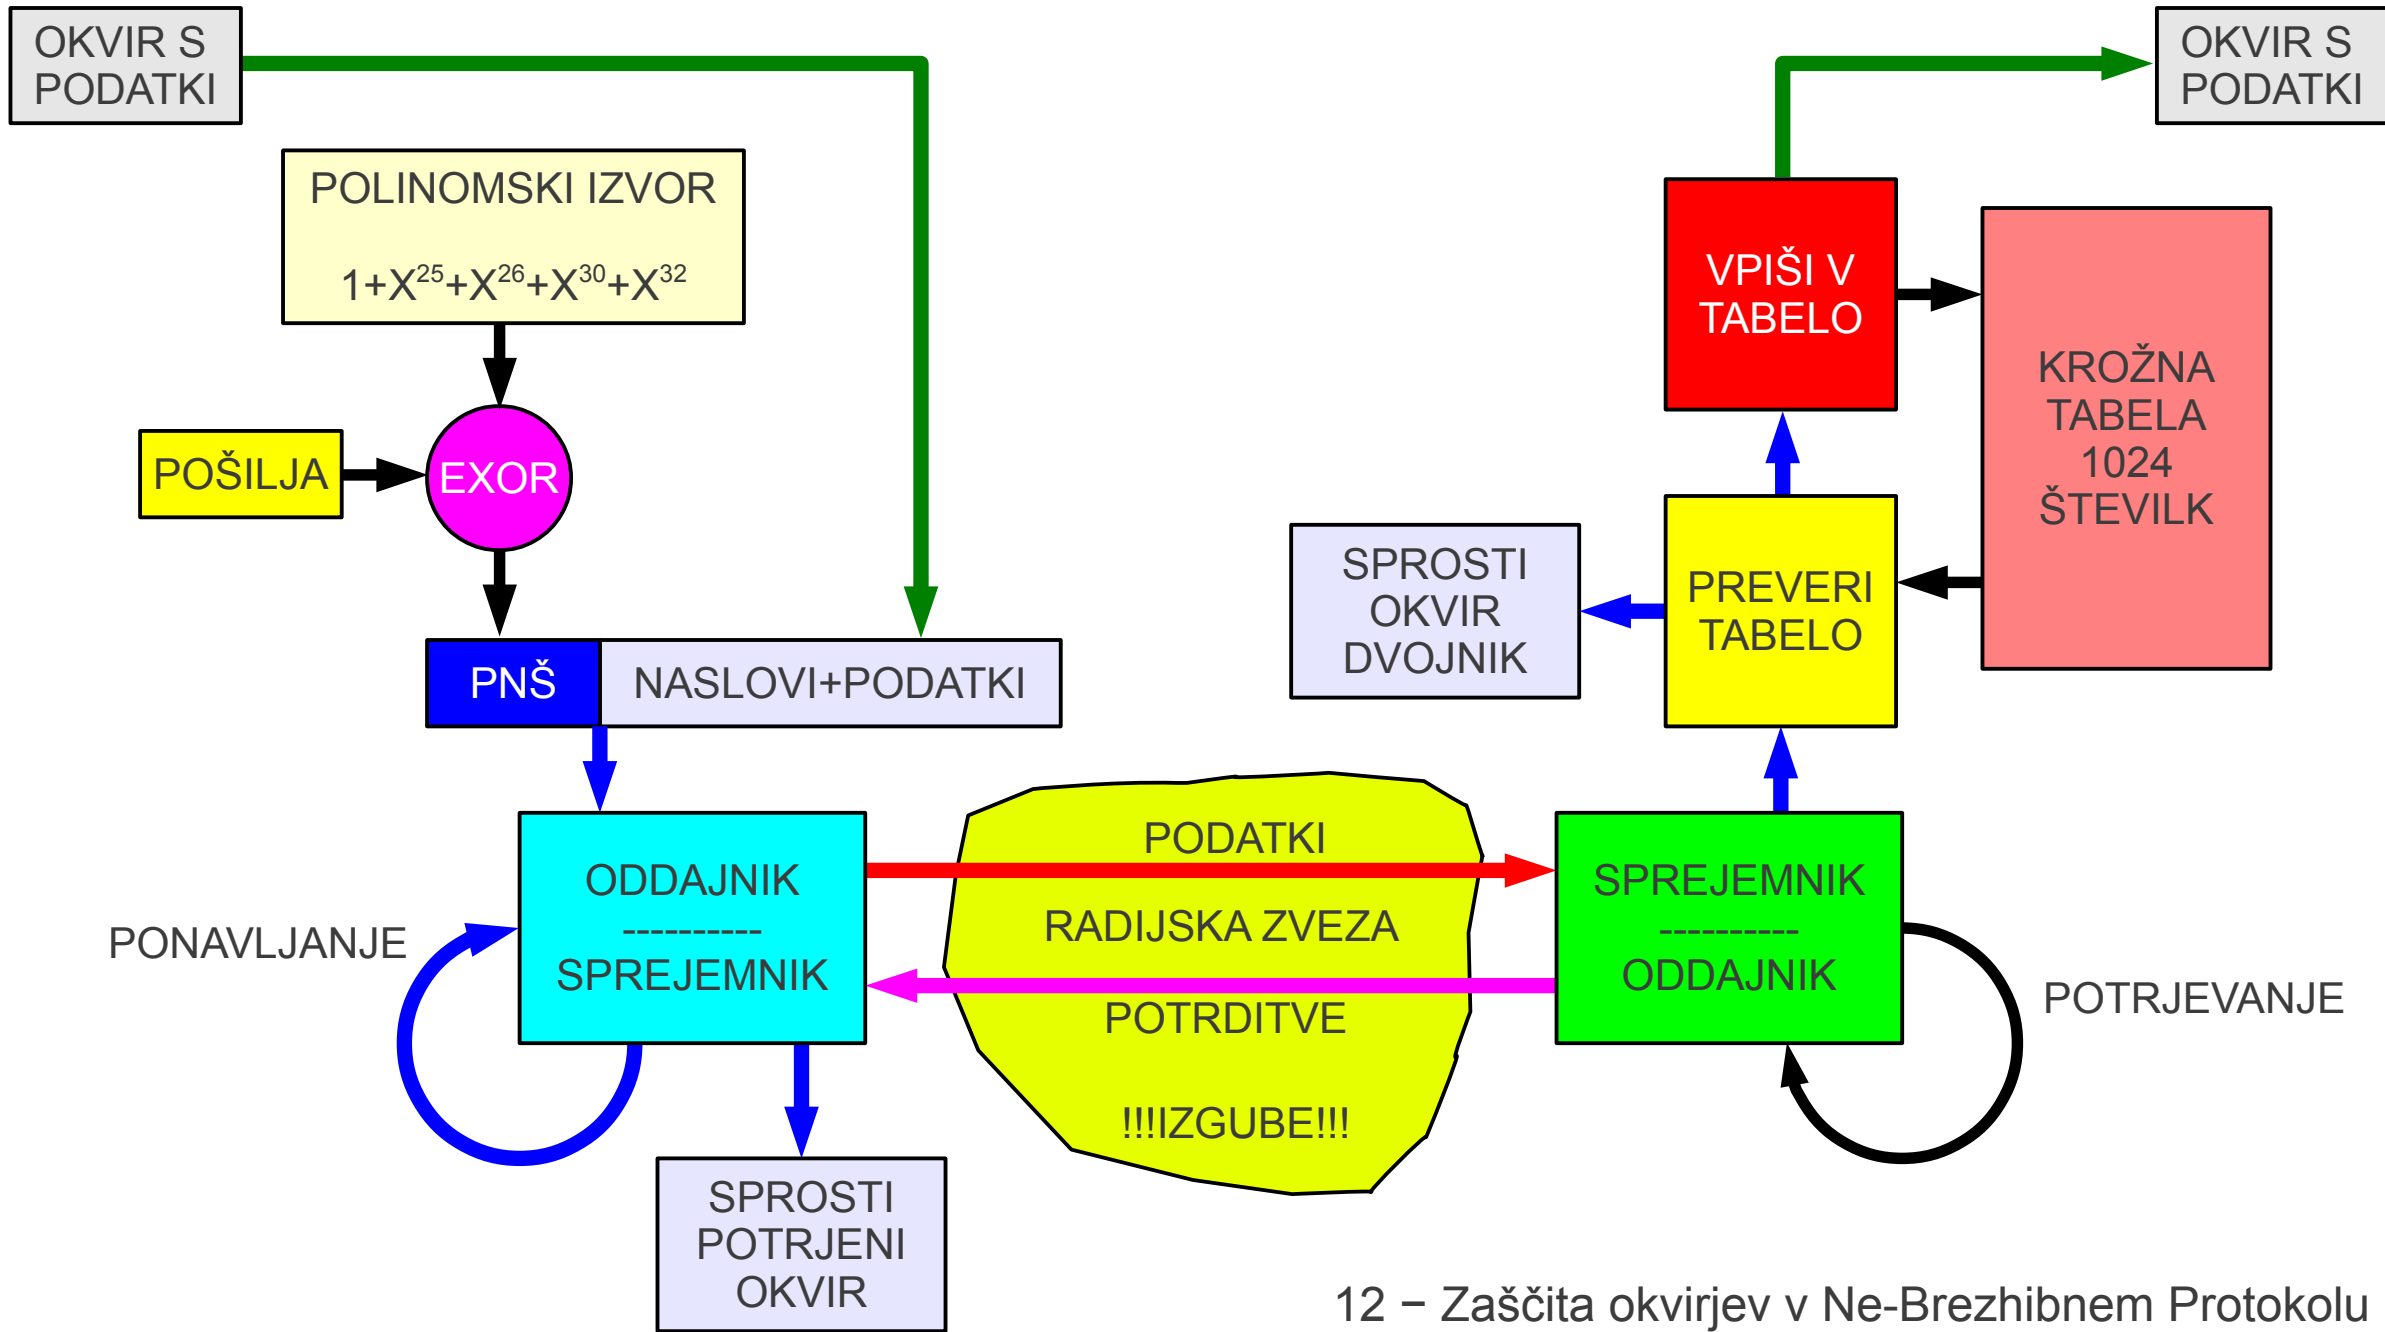 OKVIR S
PODATKI
POLINOMSKI IZVOR
1+X²⁵+X²⁶+X³⁰+X³²
POŠILJA
EXOR
PNŠ
NASLOVI+PODATKI
ODDAJNIK
----------
SPREJEMNIK
PONAVLJANJE
SPROSTI
POTRJENI
OKVIR
PODATKI
RADIJSKA ZVEZA
POTRDITVE
!!!IZGUBE!!!
SPREJEMNIK
----------
ODDAJNIK
POTRJEVANJE
SPROSTI
OKVIR
DVOJNIK
PREVERI
TABELO
VPIŠI V
TABELO
KROŽNA
TABELA
1024
ŠTEVILK
OKVIR S
PODATKI
12 − Zaščita okvirjev v Ne-Brezhibnem Protokolu